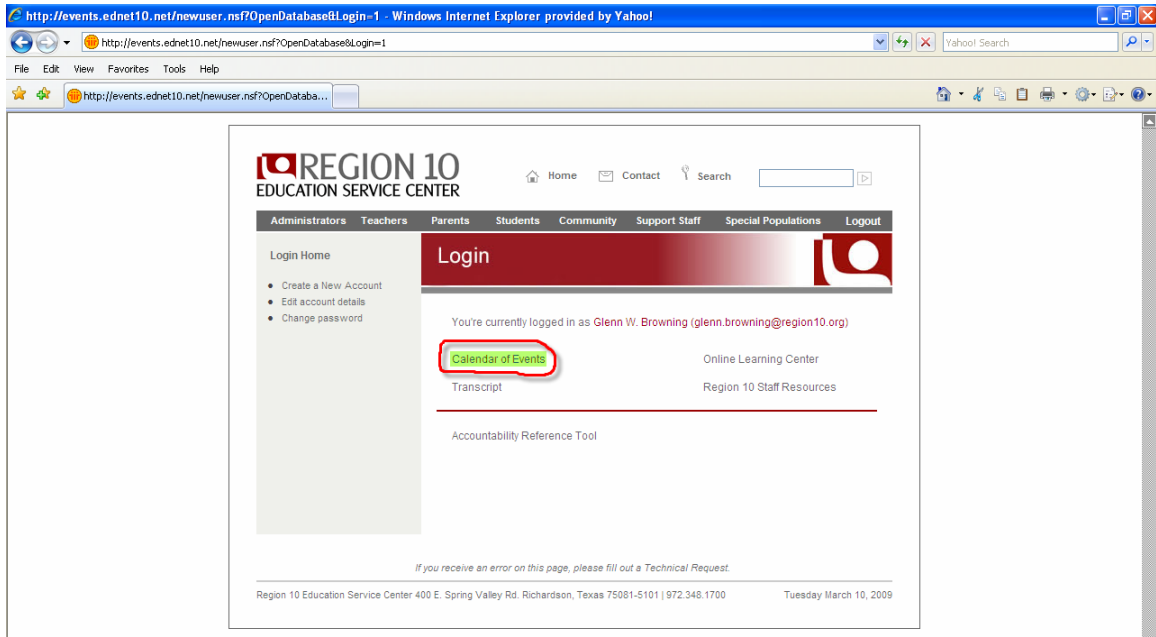 http://events.ednet10.net/newuser.nsf?OpenDatabase&Login=1 - Windows Internet Explorer provided by Yahoo!
http://events.ednet10.net/newuser.nsf?OpenDatabase&Login=1
Yahoo! Search
File Edit View Favorites Tools Help
http://events.ednet10.net/newuser.nsf?OpenDataba...
REGION 10
EDUCATION SERVICE CENTER
Home Contact Search
Administrators Teachers Parents Students Community Support Staff Special Populations Logout
Login Home
Create a New Account
Edit account details
Change password
Login
You're currently logged in as Glenn W. Browning (glenn.browning@region10.org)
Calendar of Events Online Learning Center
Transcript Region 10 Staff Resources
Accountability Reference Tool
If you receive an error on this page, please fill out a Technical Request.
Region 10 Education Service Center 400 E. Spring Valley Rd. Richardson, Texas 75081-5101 | 972.348.1700 Tuesday March 10, 2009